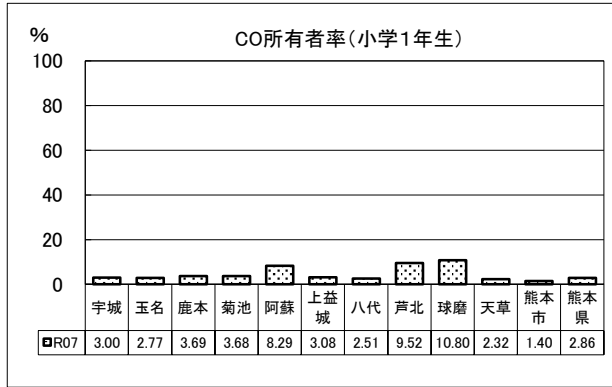 CO所有者率(小学1年生)
%
100
80
60
40
20
0
宇城 玉名 鹿本 菊池 阿蘇 上益城 八代 芦北 球磨 天草 熊本市 熊本県
R07 3.00 2.77 3.69 3.68 8.29 3.08 2.51 9.52 10.80 2.32 1.40 2.86